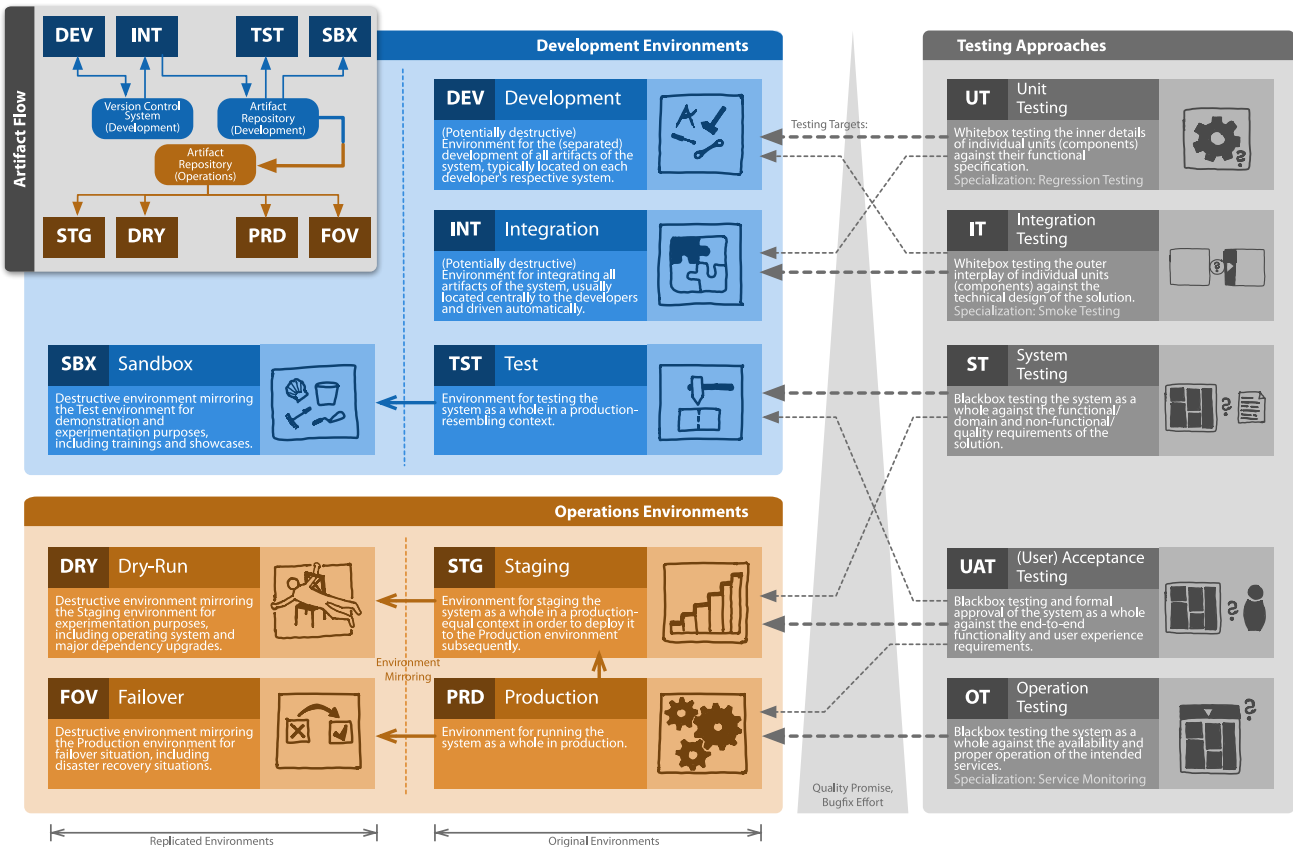 Artifact Flow
DEV
INT
TST
SBX
Version Control
System
(Development)
Artifact
Repository
(Development)
Artifact
Repository
(Operations)
STG
DRY
PRD
FOV
Development Environments
DEV Development
(Potentially destructive)
Environment for the (separated)
development of all artifacts of the
system, typically located on each
developer's respective system.
INT Integration
(Potentially destructive)
Environment for integrating all
artifacts of the system, usually
located centrally to the developers
and driven automatically.
SBX Sandbox
Destructive environment mirroring
the Test environment for
demonstration and
experimentation purposes,
including trainings and showcases.
TST Test
Environment for testing the
system as a whole in a production-
resembling context.
Operations Environments
DRY Dry-Run
Destructive environment mirroring
the Staging environment for
experimentation purposes,
including operating system and
major dependency upgrades.
STG Staging
Environment for staging the
system as a whole in a production-
equal context in order to deploy it
to the Production environment
subsequently.
Environment
Mirroring
FOV Failover
Destructive environment mirroring
the Production environment for
failover situation, including
disaster recovery situations.
PRD Production
Environment for running the
system as a whole in production.
Replicated Environments
Original Environments
Testing Targets:
Quality Promise,
Bugfix Effort
Testing Approaches
UT Unit
Testing
Whitebox testing the inner details
of individual units (components)
against their functional
specification.
Specialization: Regression Testing
IT Integration
Testing
Whitebox testing the outer
interplay of individual units
(components) against the
technical design of the solution.
Specialization: Smoke Testing
ST System
Testing
Blackbox testing the system as a
whole against the functional/
domain and non-functional/
quality requirements of the
solution.
UAT (User) Acceptance
Testing
Blackbox testing and formal
approval of the system as a whole
against the end-to-end
functionality and user experience
requirements.
OT Operation
Testing
Blackbox testing the system as a
whole against the availability and
proper operation of the intended
services.
Specialization: Service Monitoring